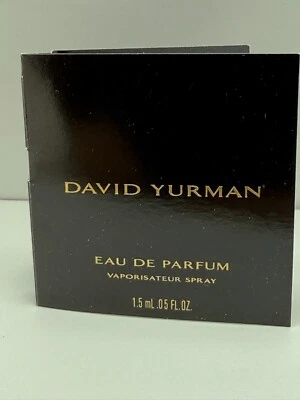 DAVID YURMAN®
EAU DE PARFUM
VAPORISATEUR SPRAY
1.5 mL .05 FL.OZ.